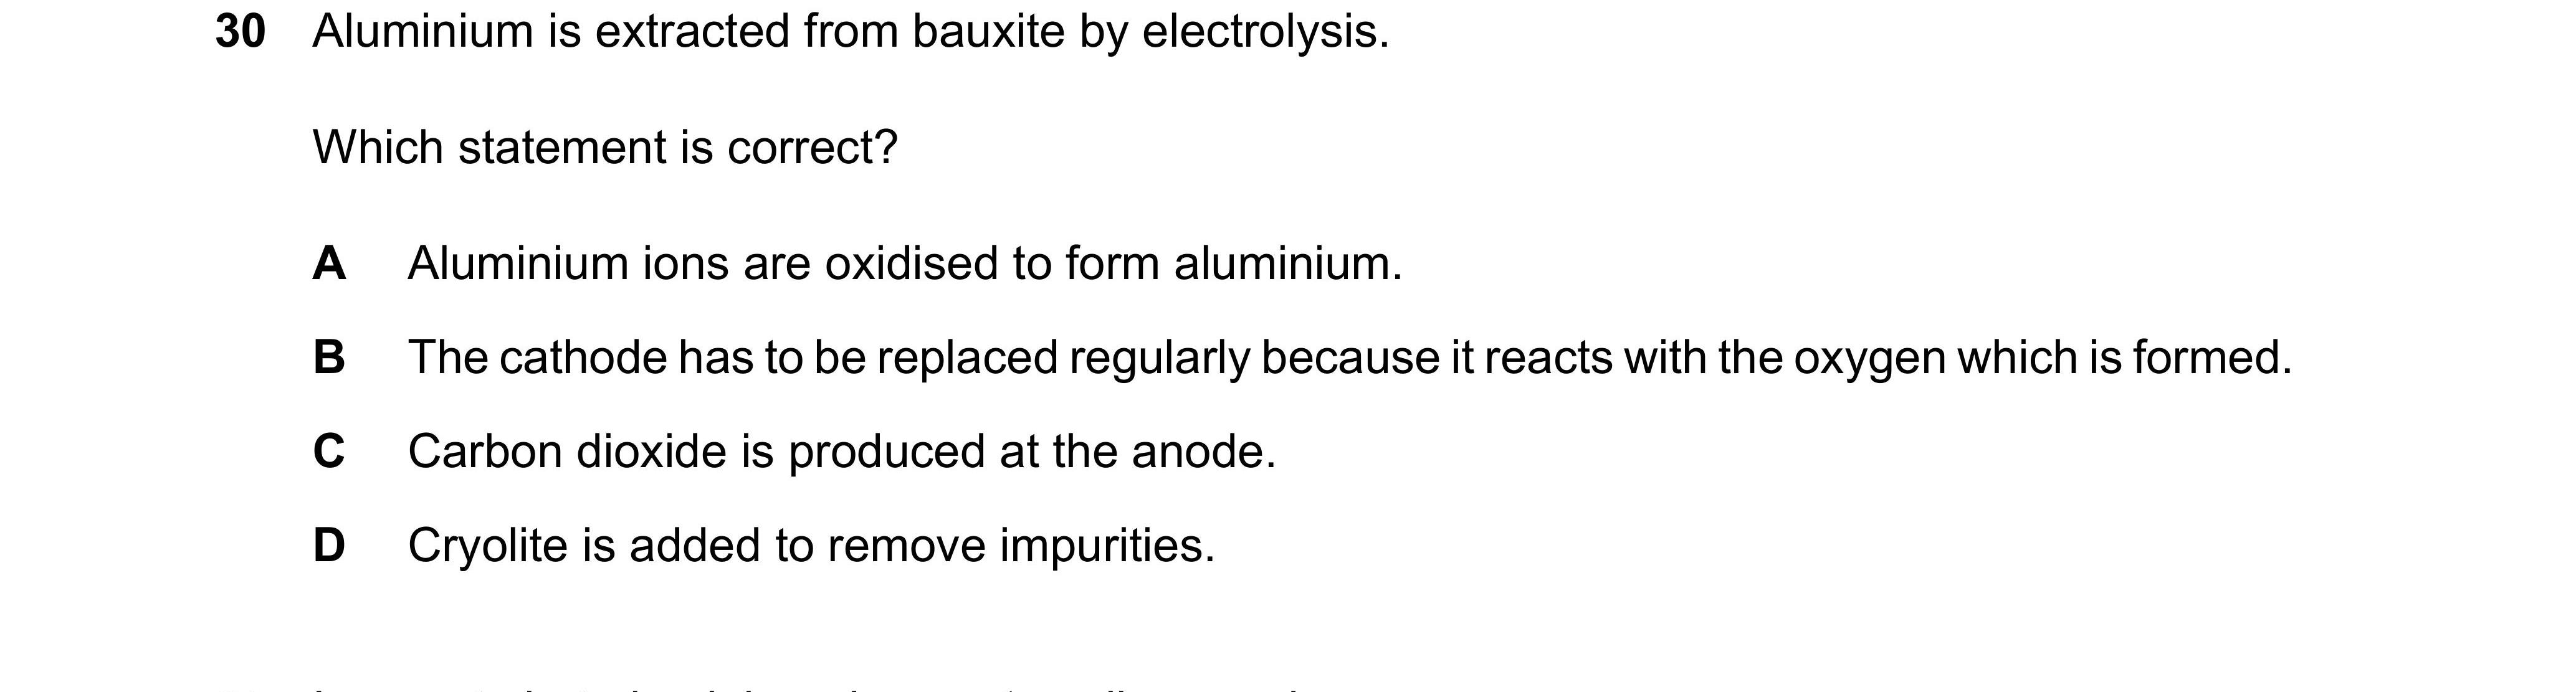 30 Aluminium is extracted from bauxite by electrolysis.
Which statement is correct?
A Aluminium ions are oxidised to form aluminium.
B The cathode has to be replaced regularly because it reacts with the oxygen which is formed.
C Carbon dioxide is produced at the anode.
D Cryolite is added to remove impurities.